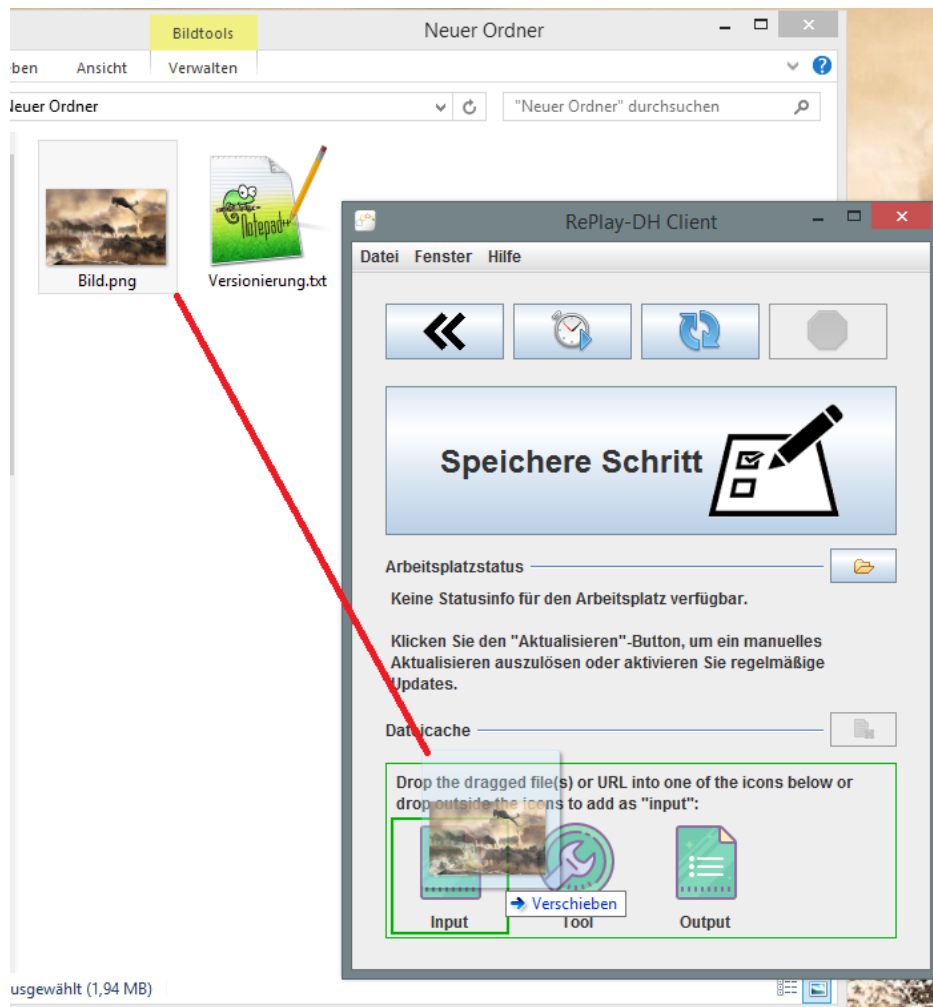 Bildtools
Neuer Ordner
ben Ansicht Verwalten
Neuer Ordner
"Neuer Ordner" durchsuchen
Notepad++
Bild.png
Versionierung.txt
RePlay-DH Client
Datei Fenster Hilfe
Speichere Schritt
Arbeitsplatzstatus
Keine Statusinfo für den Arbeitsplatz verfügbar.
Klicken Sie den "Aktualisieren"-Button, um ein manuelles
Aktualisieren auszulösen oder aktivieren Sie regelmäßige
Updates.
Dateicache
Drop the dragged file(s) or URL into one of the icons below or
drop outside the icons to add as "input":
Verschieben
Input Tool Output
usgewählt (1,94 MB)